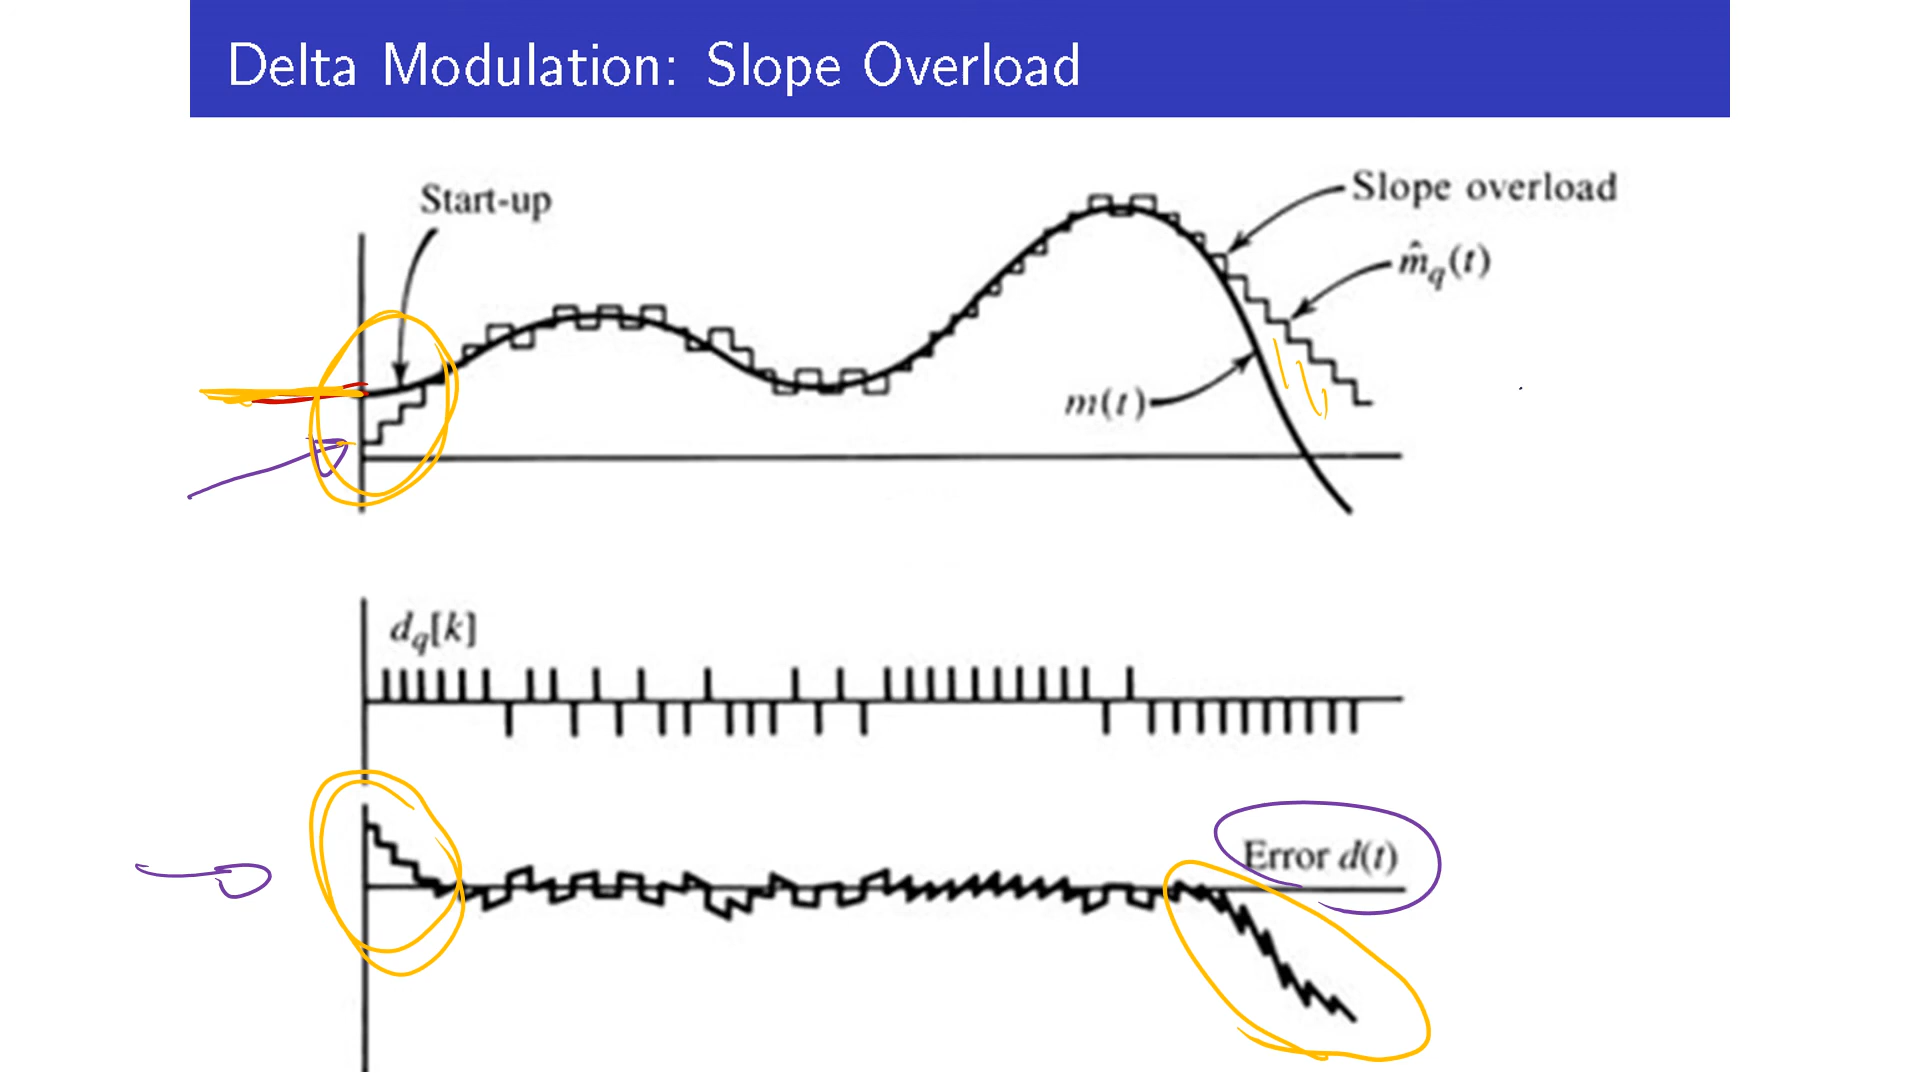 Delta Modulation: Slope Overload
Start-up
Slope overload
m̂q(t)
m(t)
dq[k]
Error d(t)